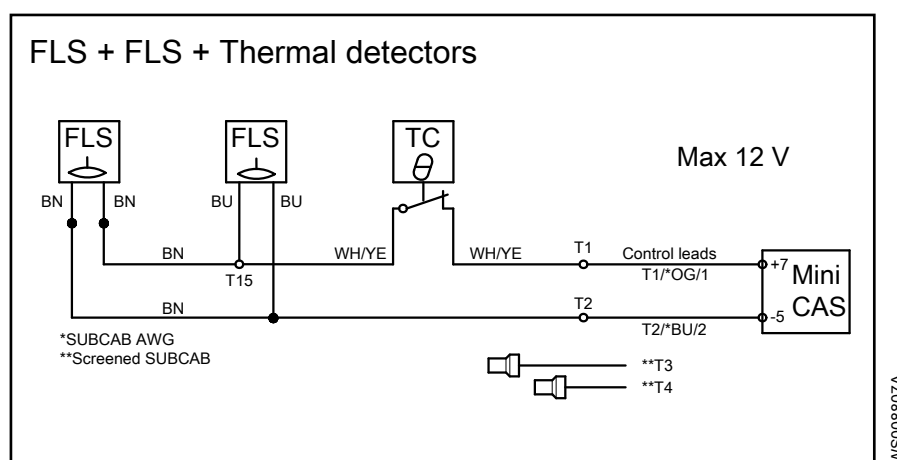 FLS + FLS + Thermal detectors
FLS FLS TC
Max 12 V
BN BN BU BU
BN WH/YE WH/YE T1 Control leads +7 Mini
T15 T1/*OG/1
BN T2 -5 CAS
T2/*BU/2
*SUBCAB AWG
**Screened SUBCAB
**T3
**T4